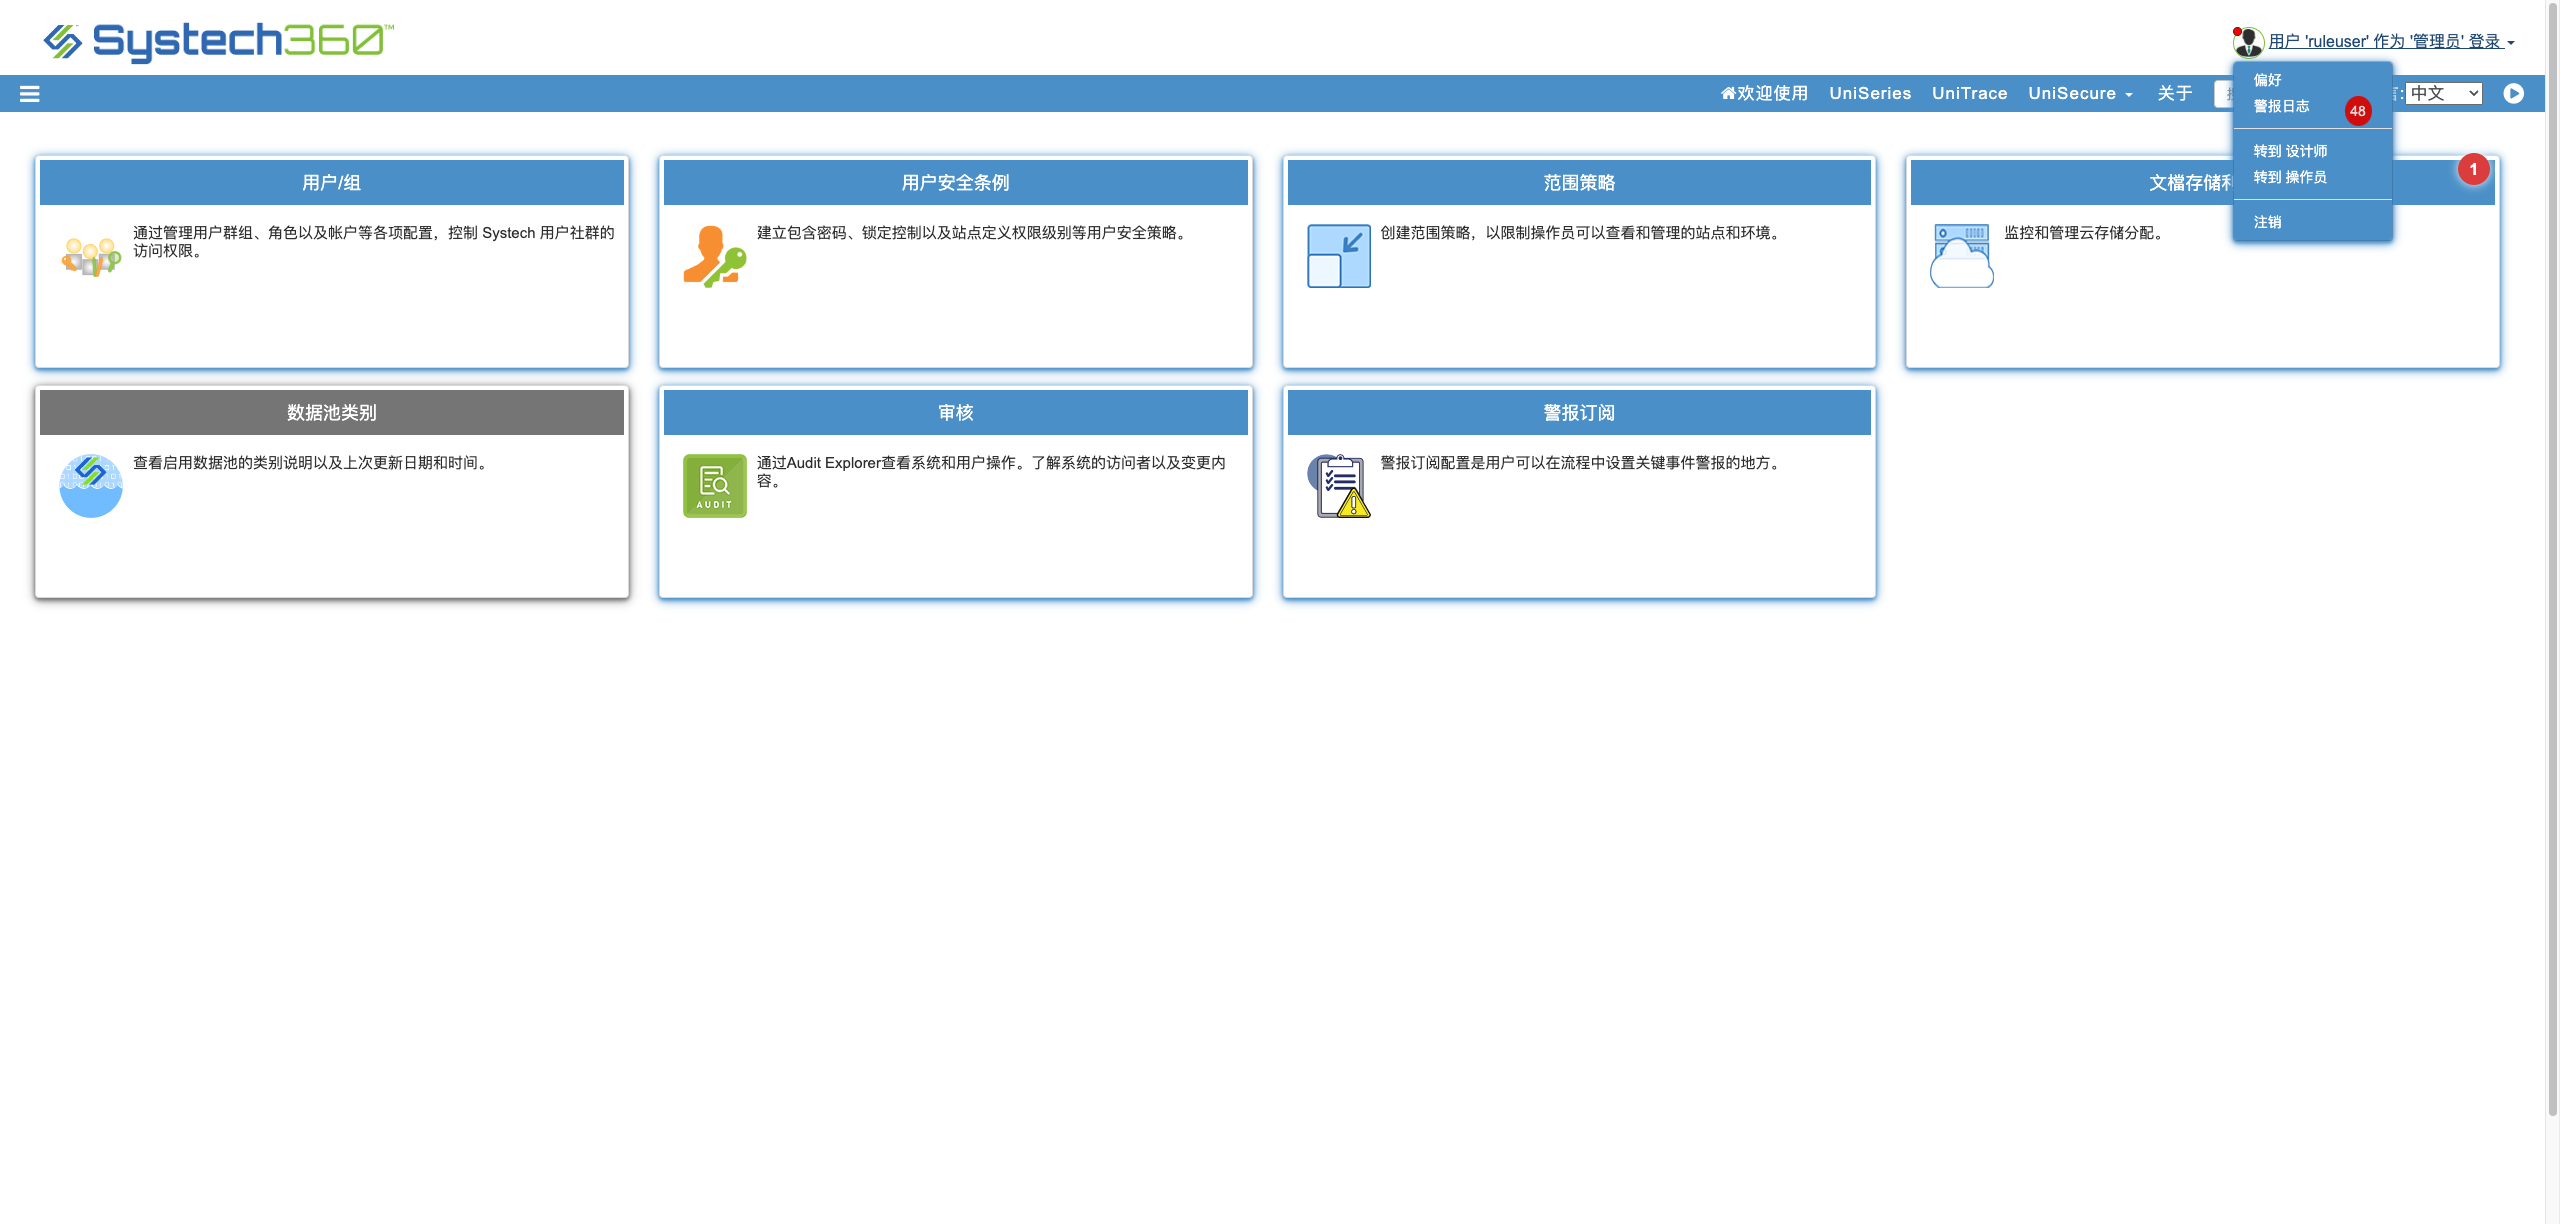 Systech360™
用户 'ruleuser' 作为 '管理员' 登录
欢迎使用 UniSeries UniTrace UniSecure 关于 中文
偏好
警报日志 48
转到 设计师
转到 操作员
注销
用户/组
通过管理用户群组、角色以及帐户等各项配置，控制 Systech 用户社群的
访问权限。
用户安全条例
建立包含密码、锁定控制以及站点定义权限级别等用户安全策略。
范围策略
创建范围策略，以限制操作员可以查看和管理的站点和环境。
文檔存储
1
监控和管理云存储分配。
数据池类别
查看启用数据池的类别说明以及上次更新日期和时间。
审核
AUDIT
通过Audit Explorer查看系统和用户操作。了解系统的访问者以及变更内
容。
警报订阅
警报订阅配置是用户可以在流程中设置关键事件警报的地方。